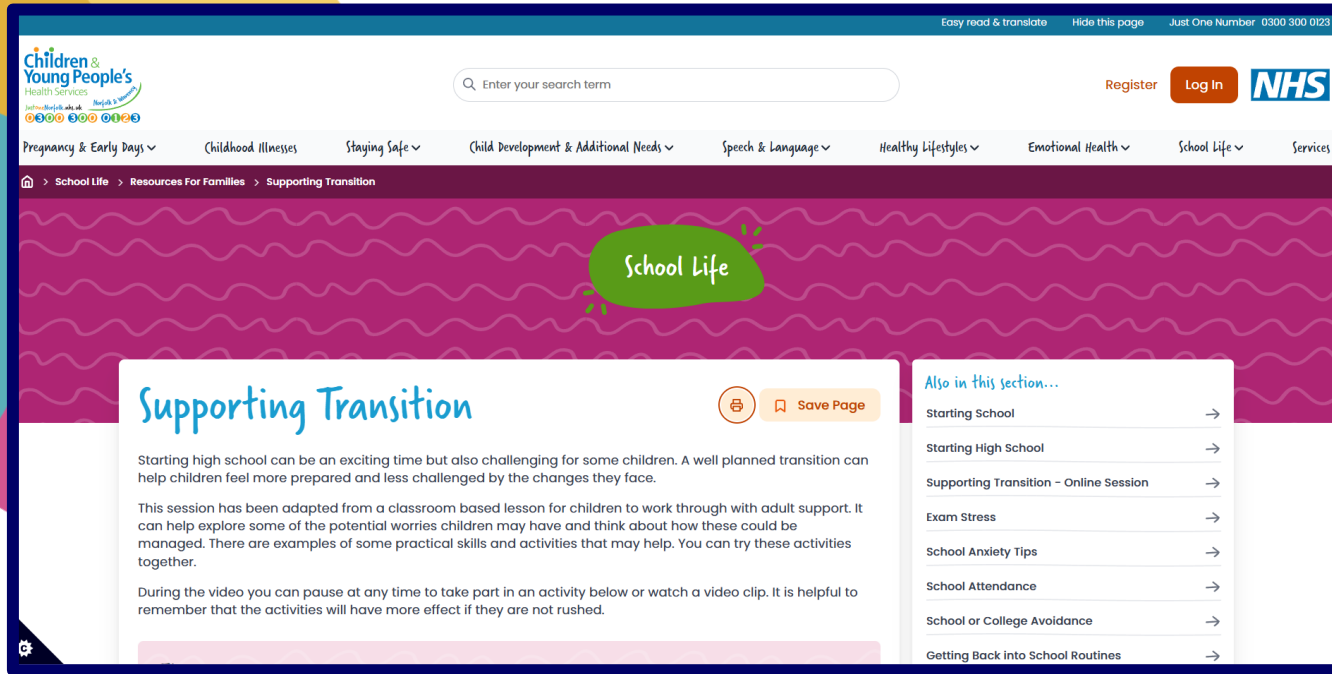 Easy read & translate Hide this page Just One Number 0300 300 0123
Children &
Young People's
Health Services
Norfolk & Waveney
JustOneNorfolk.nhs.uk
0300 300 0123
Enter your search term
Register
Log In
NHS
Pregnancy & Early Days Childhood Illnesses Staying Safe Child Development & Additional Needs Speech & Language Healthy Lifestyles Emotional Health School Life Services
> School Life > Resources For Families > Supporting Transition
School Life
Supporting Transition
Save Page
Starting high school can be an exciting time but also challenging for some children. A well planned transition can
help children feel more prepared and less challenged by the changes they face.
This session has been adapted from a classroom based lesson for children to work through with adult support. It
can help explore some of the potential worries children may have and think about how these could be
managed. There are examples of some practical skills and activities that may help. You can try these activities
together.
During the video you can pause at any time to take part in an activity below or watch a video clip. It is helpful to
remember that the activities will have more effect if they are not rushed.
Also in this section...
Starting School
Starting High School
Supporting Transition - Online Session
Exam Stress
School Anxiety Tips
School Attendance
School or College Avoidance
Getting Back into School Routines